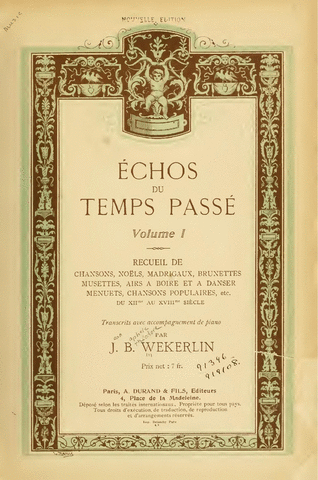 NOUVELLE ÉDITION
ÉCHOS
DU
TEMPS PASSÉ
Volume I
RECUEIL DE
CHANSONS, NOËLS, MADRIGAUX, BRUNETTES
MUSETTES, AIRS A BOIRE ET A DANSER
MENUETS, CHANSONS POPULAIRES, etc.
DU XIIme AU XVIIIme SIÈCLE
Transcrits avec accompagnement de piano
PAR
J. B. WEKERLIN
Prix net : 7 fr.
91396
Paris, A. DURAND & FILS, Editeurs
4, Place de la Madeleine.
Déposé selon les traités internationaux. Propriété pour tous pays.
Tous droits d'exécution, de traduction, de reproduction
et d'arrangements réservés.